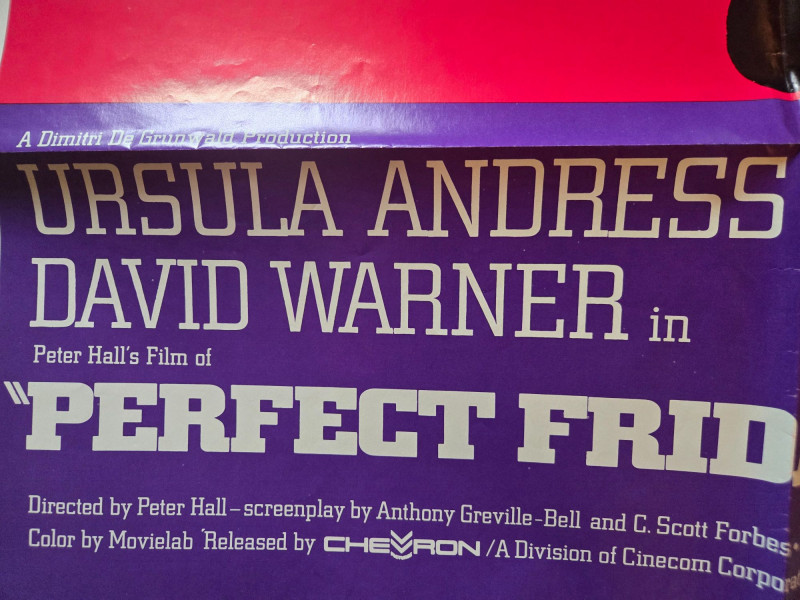 A Dimitri De Grunwald Production
URSULA ANDRESS
DAVID WARNER in
Peter Hall's Film of
"PERFECT FRID
Directed by Peter Hall – screenplay by Anthony Greville-Bell and C. Scott Forbes
Color by Movielab Released by CHEVRON / A Division of Cinecom Corpora